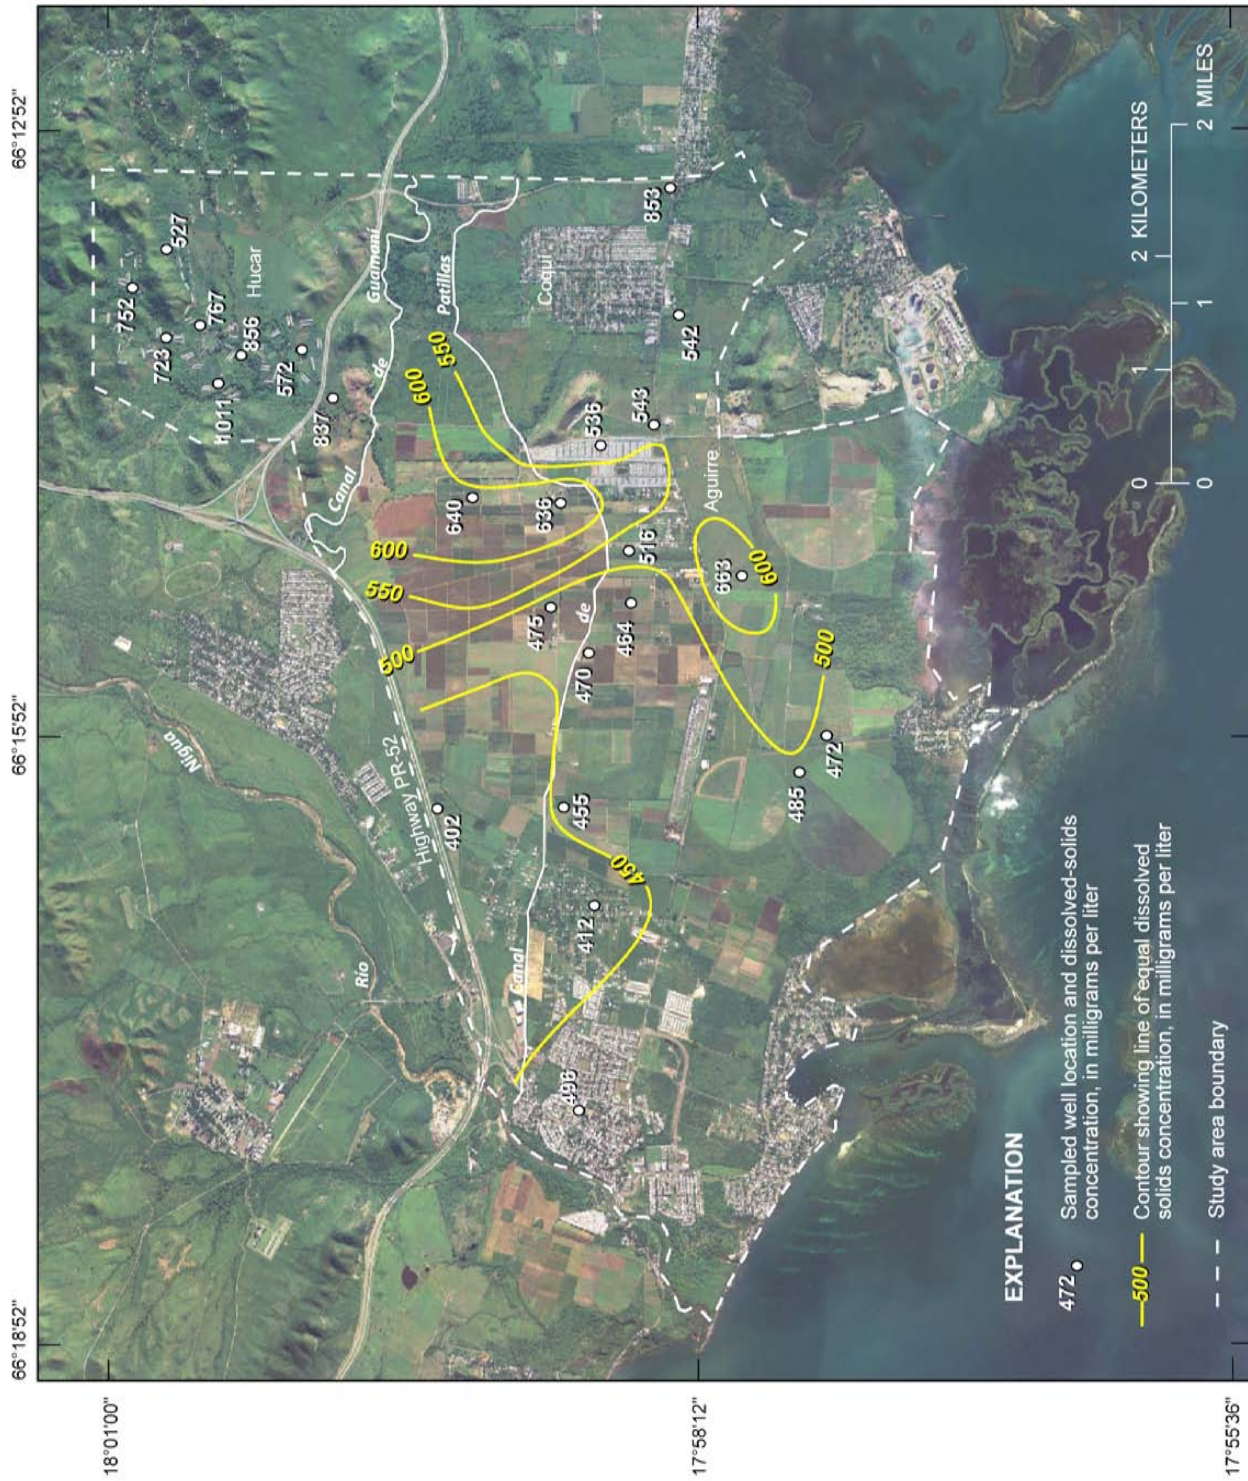 66°18'52"
66°15'52"
66°12'52"
18°01'00"
17°58'12"
17°55'36"
752
527
723
767
Hucar
856
1011
572
837
Guamaní
de
Canal
Patillas
550
600
Nigua
Río
Highway PR-52
Coquí
853
542
543
536
640
636
600
550
500
516
Aguirre
663
600
475
de
464
470
500
472
485
402
455
450
412
Canal
498
EXPLANATION
472
Sampled well location and dissolved-solids
concentration, in milligrams per liter
500
Contour showing line of equal dissolved
solids concentration, in milligrams per liter
Study area boundary
0 1 2 KILOMETERS
0 1 2 MILES